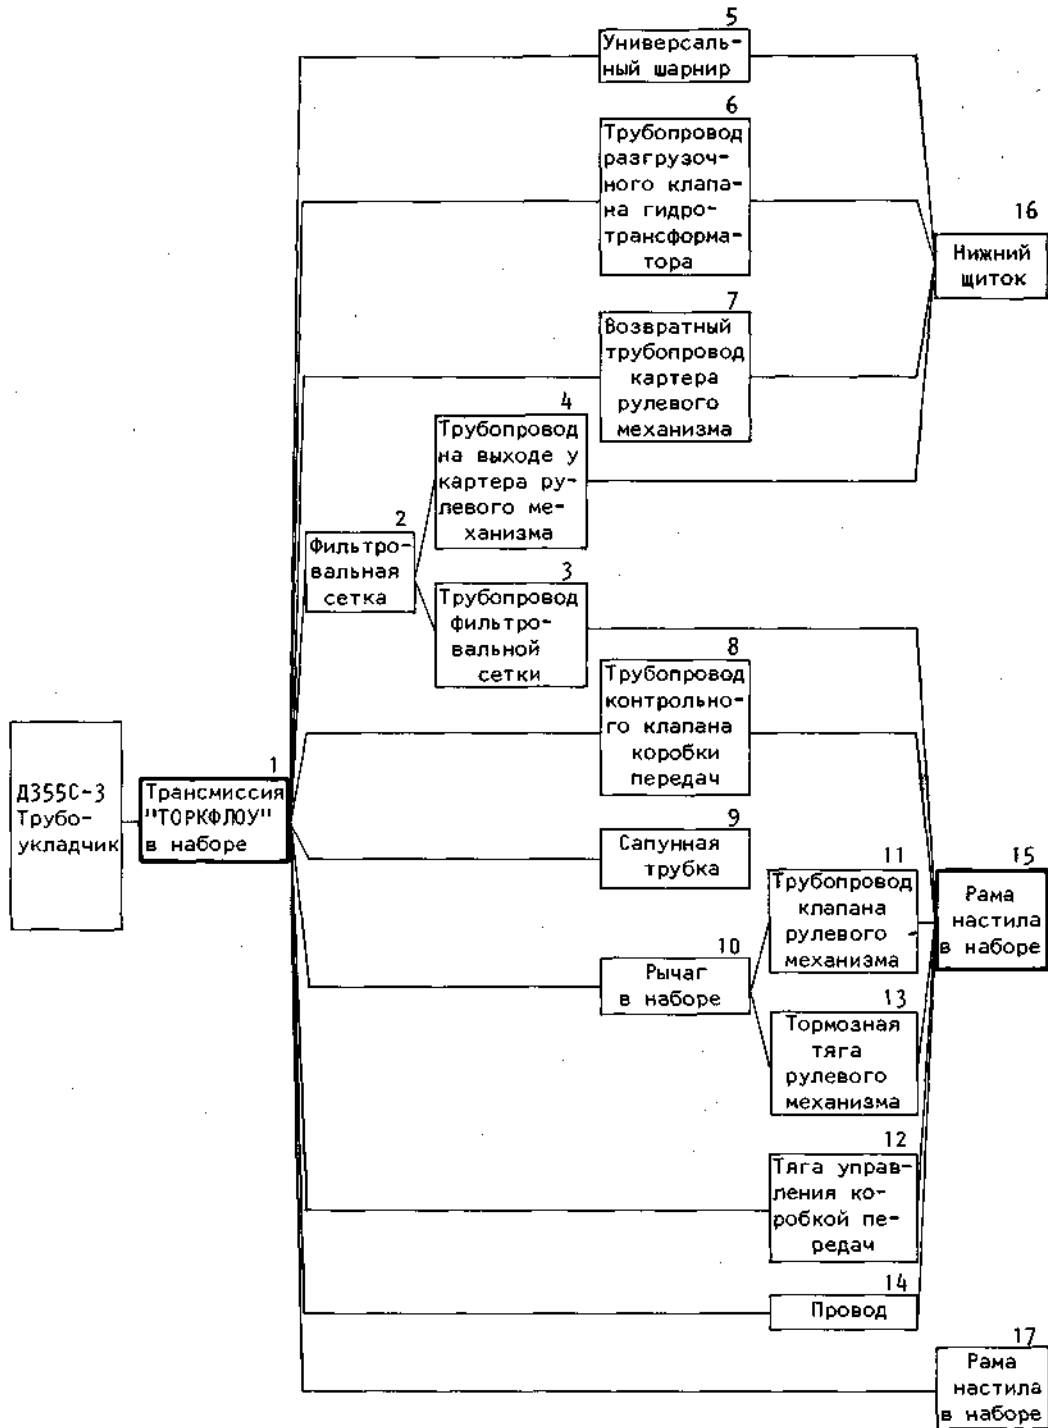 5
Универсаль-
ный шарнир
6
Трубопровод
разгрузоч-
ного клапа-
на гидро-
трансформа-
тора
16
Нижний
щиток
7
Возвратный
трубопровод
картера
рулевого
механизма
4
Трубопровод
на выходе у
картера ру-
левого ме-
ханизма
2
Фильтро-
вальная
сетка
3
Трубопровод
фильтро-
вальной
сетки
8
Трубопровод
контрольно-
го клапана
коробки
передач
Д355С-3
Трубо-
укладчик
1
Трансмиссия
"ТОРКФЛОУ"
в наборе
9
Сапунная
трубка
11
Трубопровод
клапана
рулевого
механизма
15
Рама
настила
в наборе
10
Рычаг
в наборе
13
Тормозная
тяга
рулевого
механизма
12
Тяга управ-
ления ко-
робкой пе-
редач
14
Провод
17
Рама
настила
в наборе